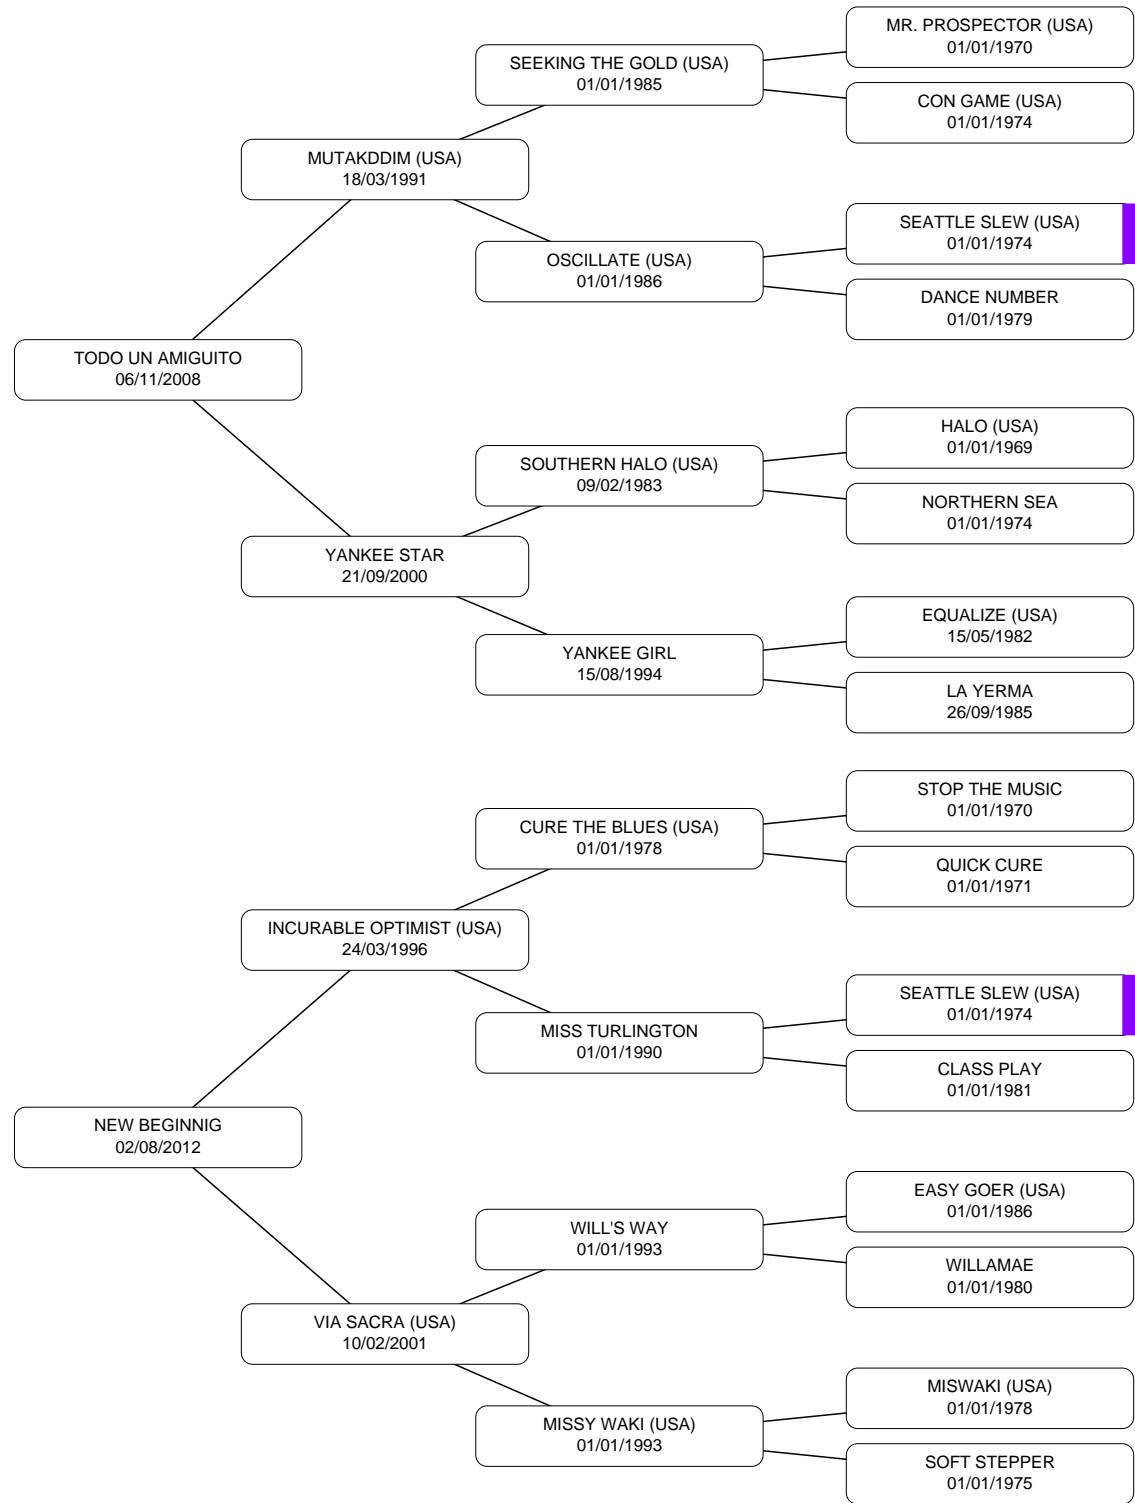 MR. PROSPECTOR (USA)
01/01/1970
SEEKING THE GOLD (USA)
01/01/1985
CON GAME (USA)
01/01/1974
MUTAKDDIM (USA)
18/03/1991
SEATTLE SLEW (USA)
01/01/1974
OSCILLATE (USA)
01/01/1986
DANCE NUMBER
01/01/1979
TODO UN AMIGUITO
06/11/2008
HALO (USA)
01/01/1969
SOUTHERN HALO (USA)
09/02/1983
NORTHERN SEA
01/01/1974
YANKEE STAR
21/09/2000
EQUALIZE (USA)
15/05/1982
YANKEE GIRL
15/08/1994
LA YERMA
26/09/1985
STOP THE MUSIC
01/01/1970
CURE THE BLUES (USA)
01/01/1978
QUICK CURE
01/01/1971
INCURABLE OPTIMIST (USA)
24/03/1996
SEATTLE SLEW (USA)
01/01/1974
MISS TURLINGTON
01/01/1990
CLASS PLAY
01/01/1981
NEW BEGINNIG
02/08/2012
EASY GOER (USA)
01/01/1986
WILL'S WAY
01/01/1993
WILLAMAE
01/01/1980
VIA SACRA (USA)
10/02/2001
MISWAKI (USA)
01/01/1978
MISSY WAKI (USA)
01/01/1993
SOFT STEPPER
01/01/1975